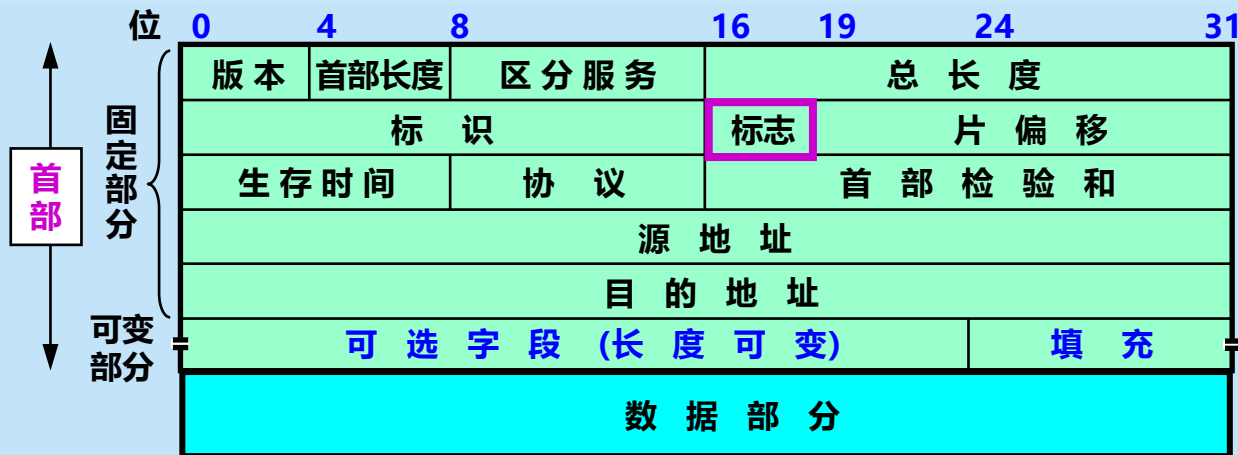 位 0 4 8 16 19 24 31
版本 首部长度 区分服务 总长度
标识 标志 片偏移
生存时间 协议 首部检验和
源地址
目的地址
可选字段 (长度可变) 填充
数据部分
首部
固定部分
可变部分